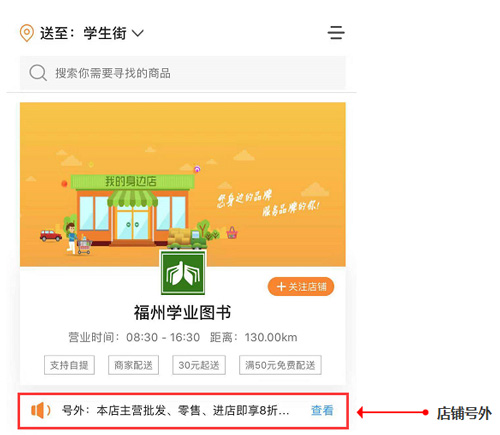 送至：学生街
搜索你需要寻找的商品
我的身边店
您身边的品牌
服务品牌的你！
+关注店铺
福州学业图书
营业时间：08:30 - 16:30 距离：130.00km
支持自提 商家配送 30元起送 满50元免费配送
号外：本店主营批发、零售、进店即享8折... 查看
店铺号外